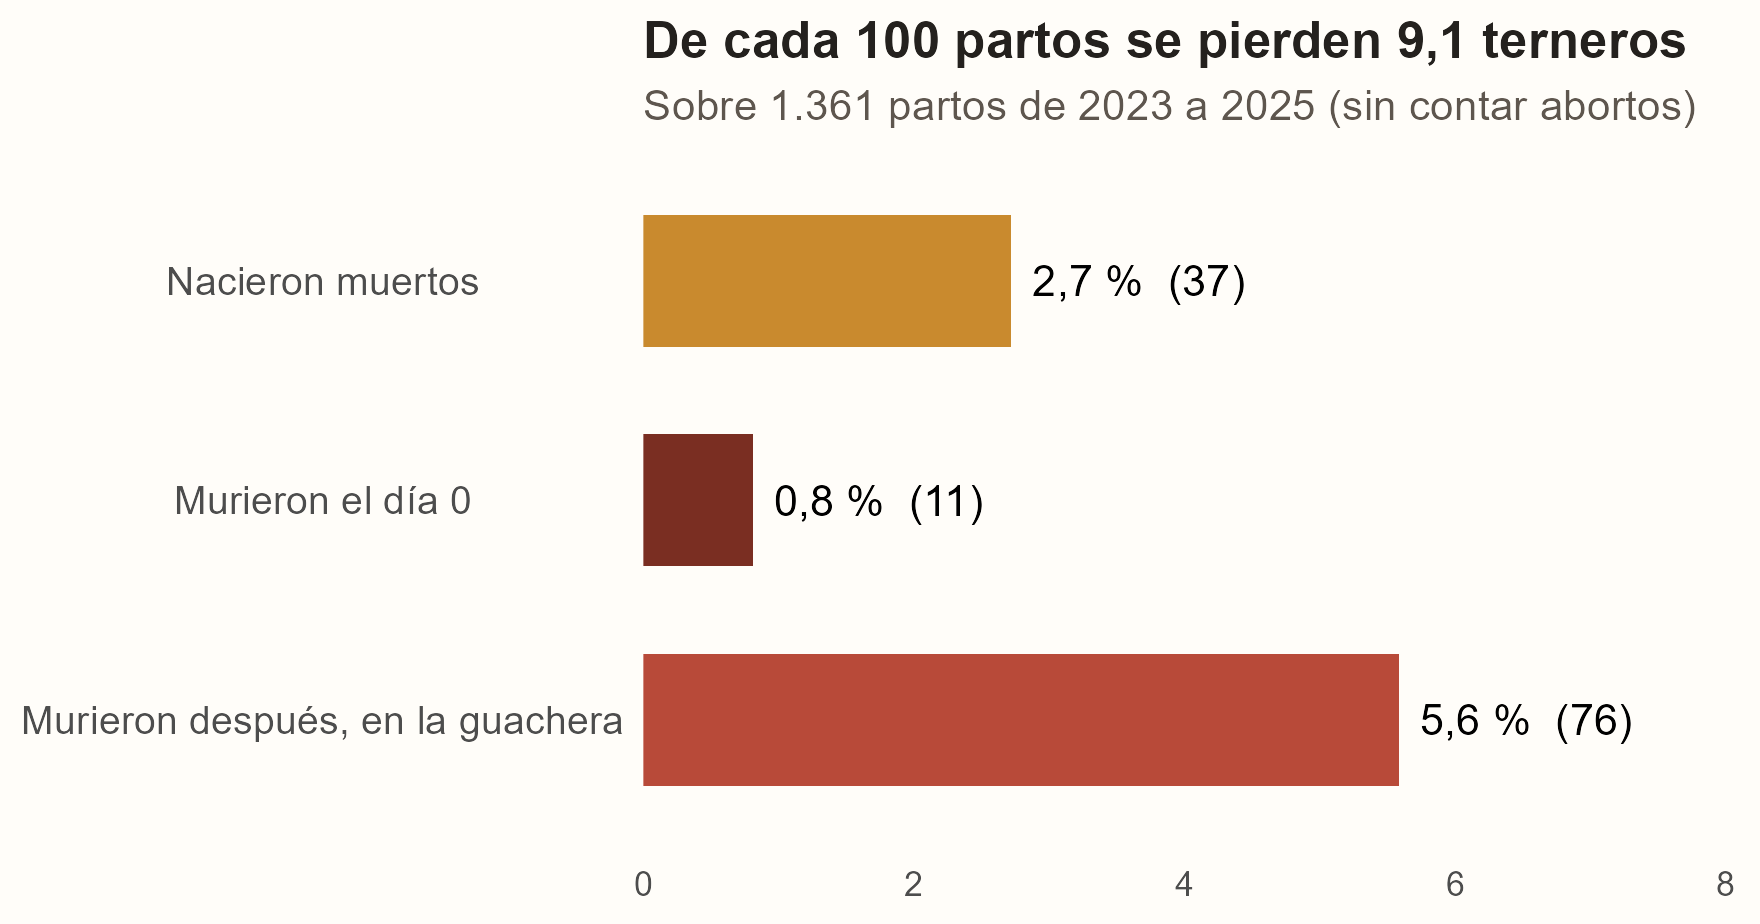 De cada 100 partos se pierden 9,1 terneros
Sobre 1.361 partos de 2023 a 2025 (sin contar abortos)
Nacieron muertos
2,7 % (37)
Murieron el día 0
0,8 % (11)
Murieron después, en la guachera
5,6 % (76)
0 2 4 6 8